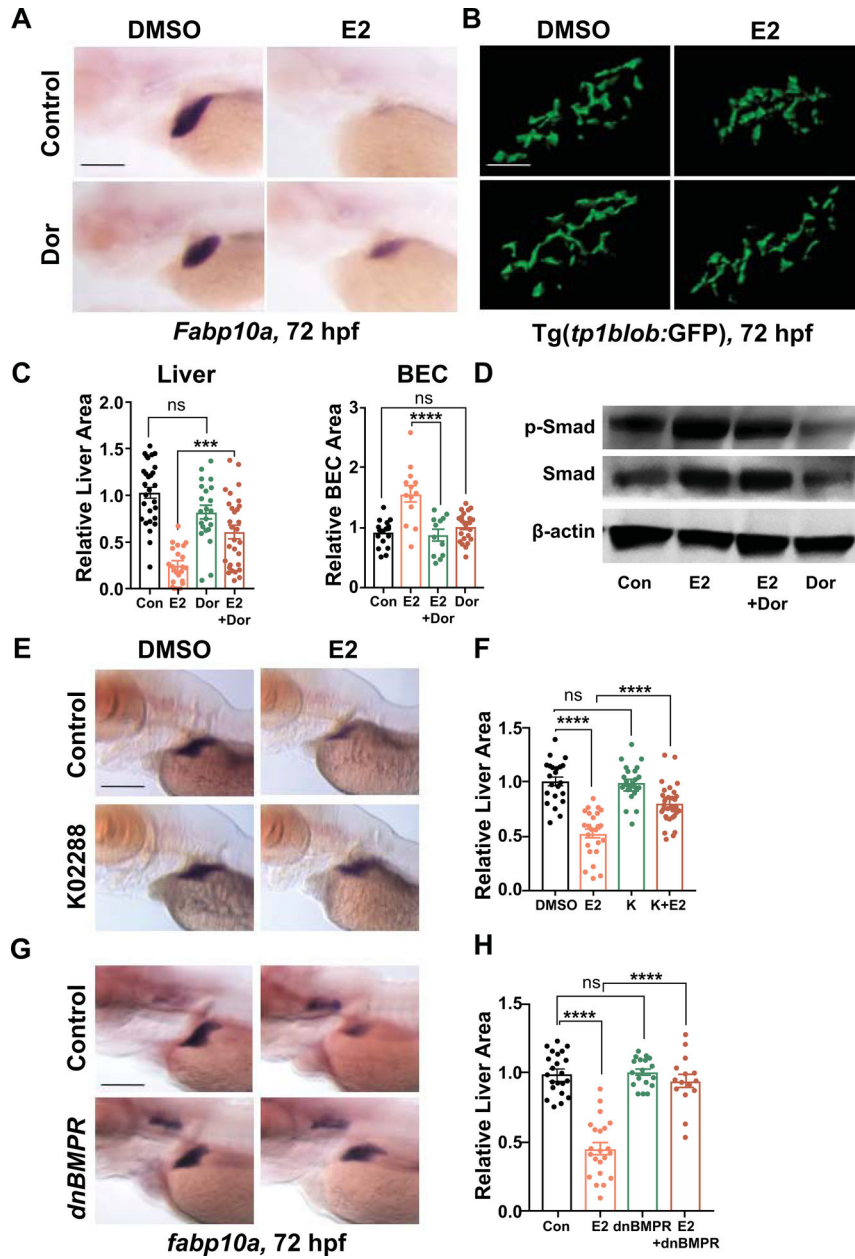 A
DMSO
E2
Control
Dor
Fabp10a, 72 hpf
B
DMSO
E2
Tg(tp1blob:GFP), 72 hpf
C
Liver
ns
***
Relative Liver Area
2.0
1.5
1.0
0.5
0.0
Con
E2
Dor
E2
+Dor
BEC
ns
****
Relative BEC Area
3
2
1
0
Con
E2
E2
+Dor
Dor
D
p-Smad
Smad
β-actin
Con
E2
E2
+Dor
Dor
E
DMSO
E2
Control
K02288
F
ns
****
****
Relative Liver Area
1.5
1.0
0.5
0.0
DMSO
E2
K
K+E2
G
Control
dnBMPR
fabp10a, 72 hpf
H
ns
****
****
Relative Liver Area
1.5
1.0
0.5
0.0
Con
E2
dnBMPR
E2
+dnBMPR